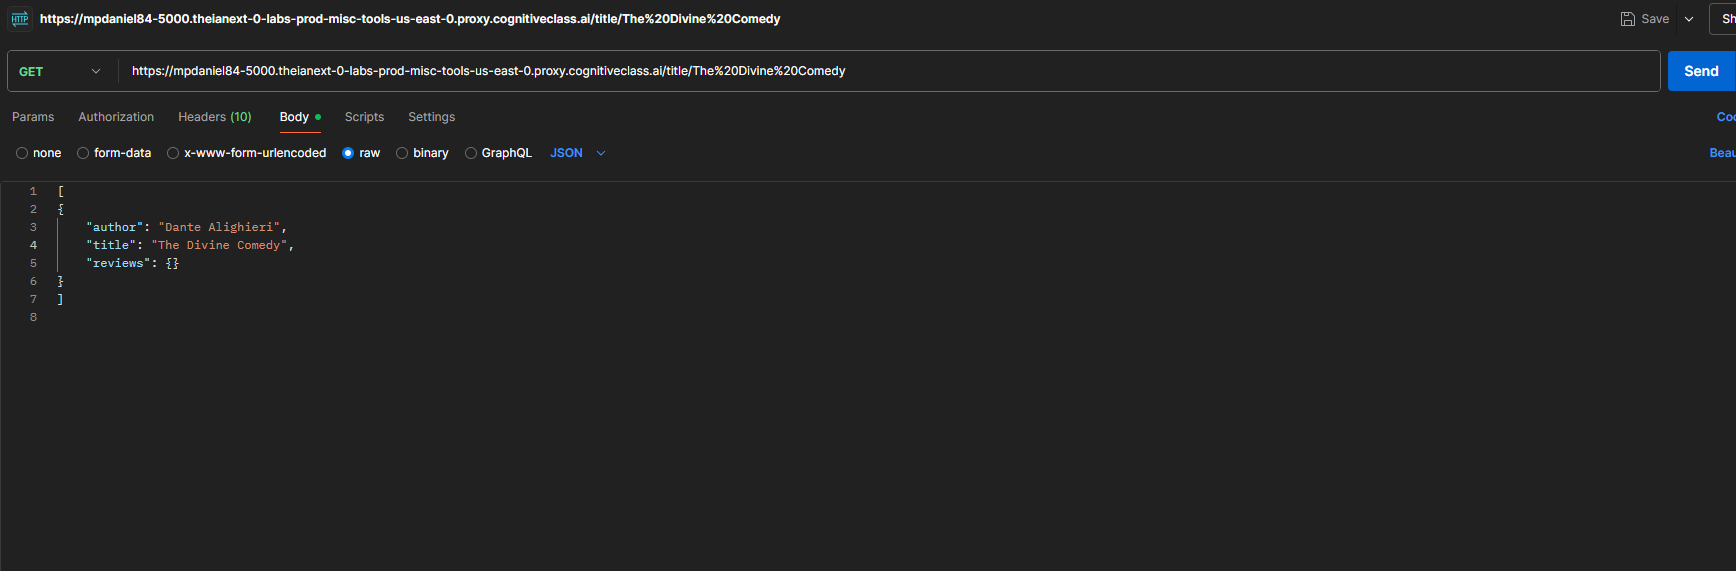 HTTP https://mpdaniel84-5000.theianext-0-labs-prod-misc-tools-us-east-0.proxy.cognitiveclass.ai/title/The%20Divine%20Comedy Save Sh
GET https://mpdaniel84-5000.theianext-0-labs-prod-misc-tools-us-east-0.proxy.cognitiveclass.ai/title/The%20Divine%20Comedy Send
Params Authorization Headers (10) Body Scripts Settings Coo
none form-data x-www-form-urlencoded raw binary GraphQL JSON Beau
1 [
2 {
3 "author": "Dante Alighieri",
4 "title": "The Divine Comedy",
5 "reviews": {}
6 }
7 ]
8